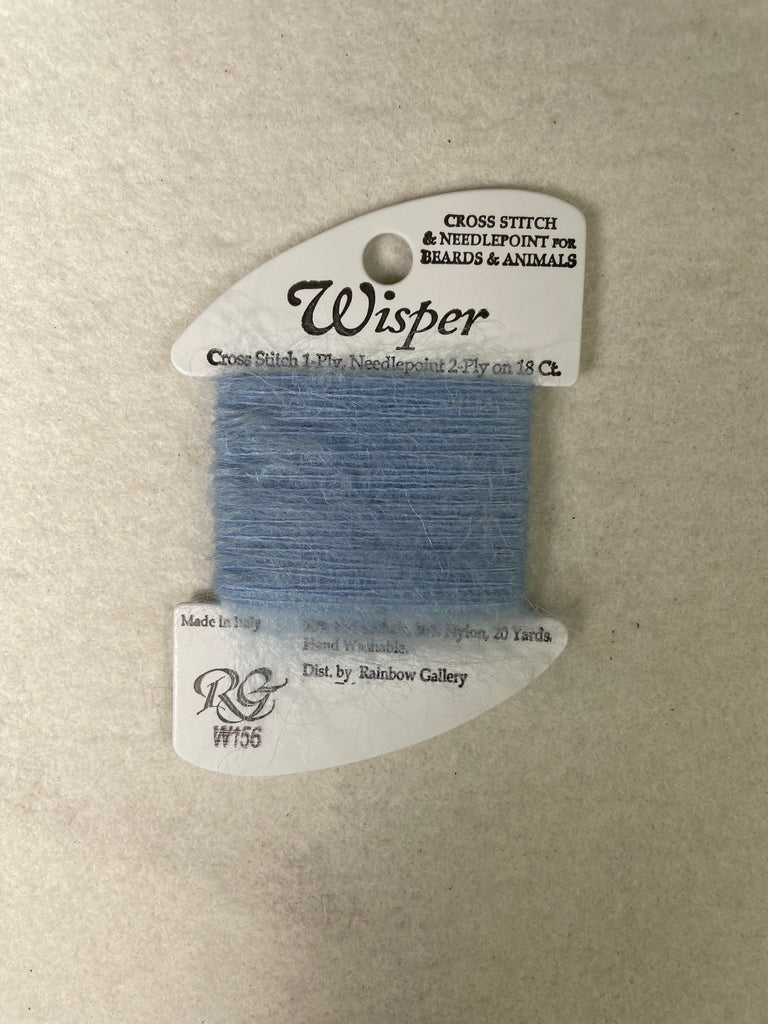 CROSS STITCH
& NEEDLEPOINT FOR
BEARDS & ANIMALS
Wisper
Cross Stitch 1-Ply, Needlepoint 2-Ply on 18 Ct.
Made in Italy
Nylon, 20 Yards.
Hand Washable.
Dist. by Rainbow Gallery
RG
W156